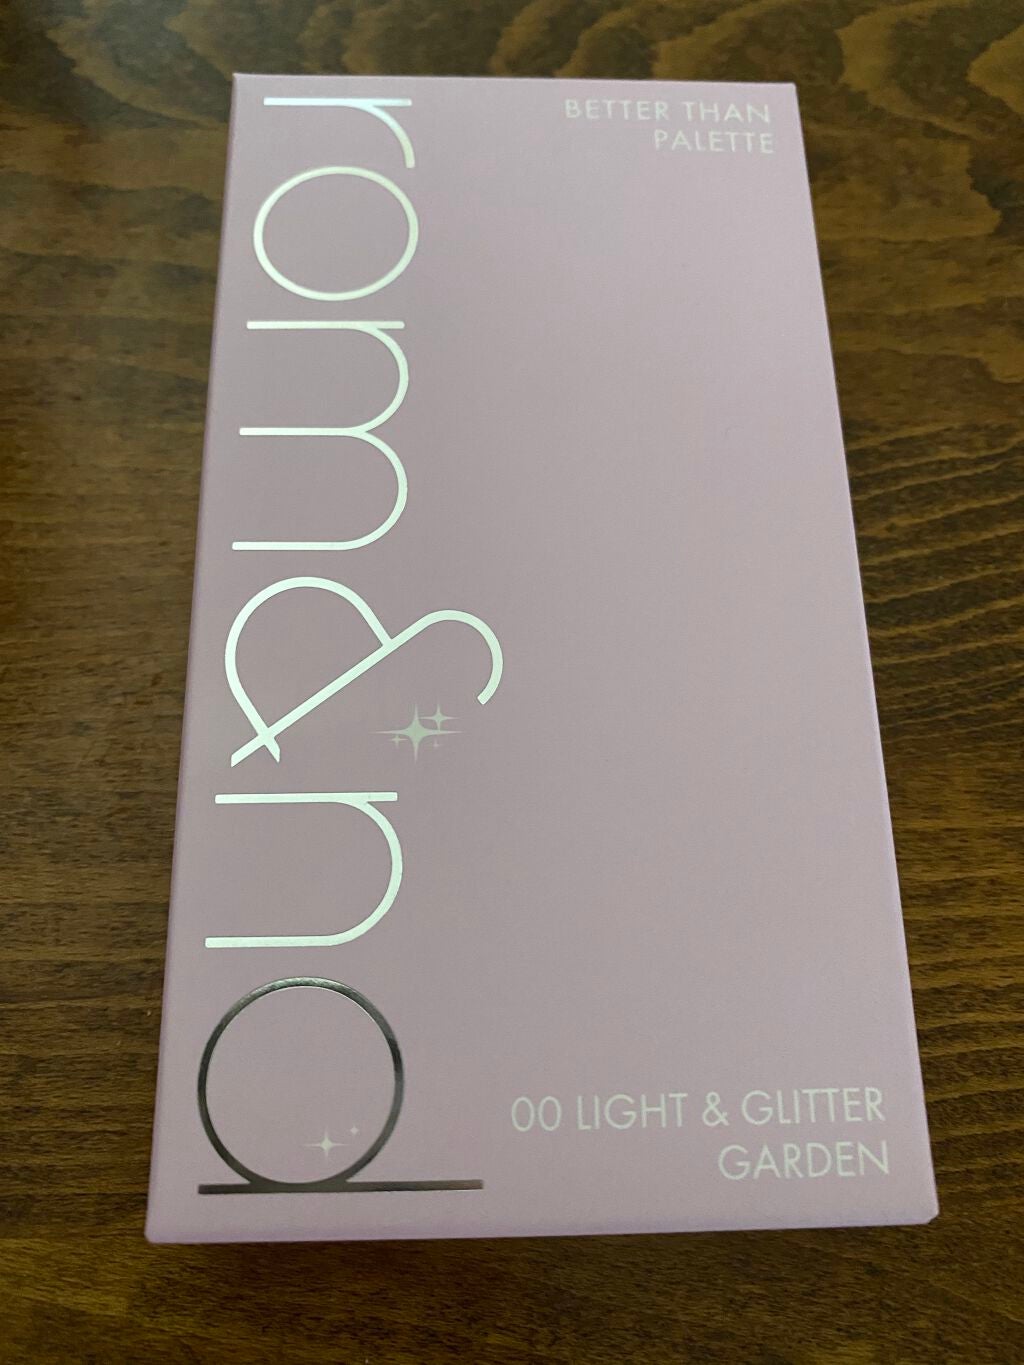 BETTER THAN
PALETTE
rom&nd
00 LIGHT & GLITTER
GARDEN